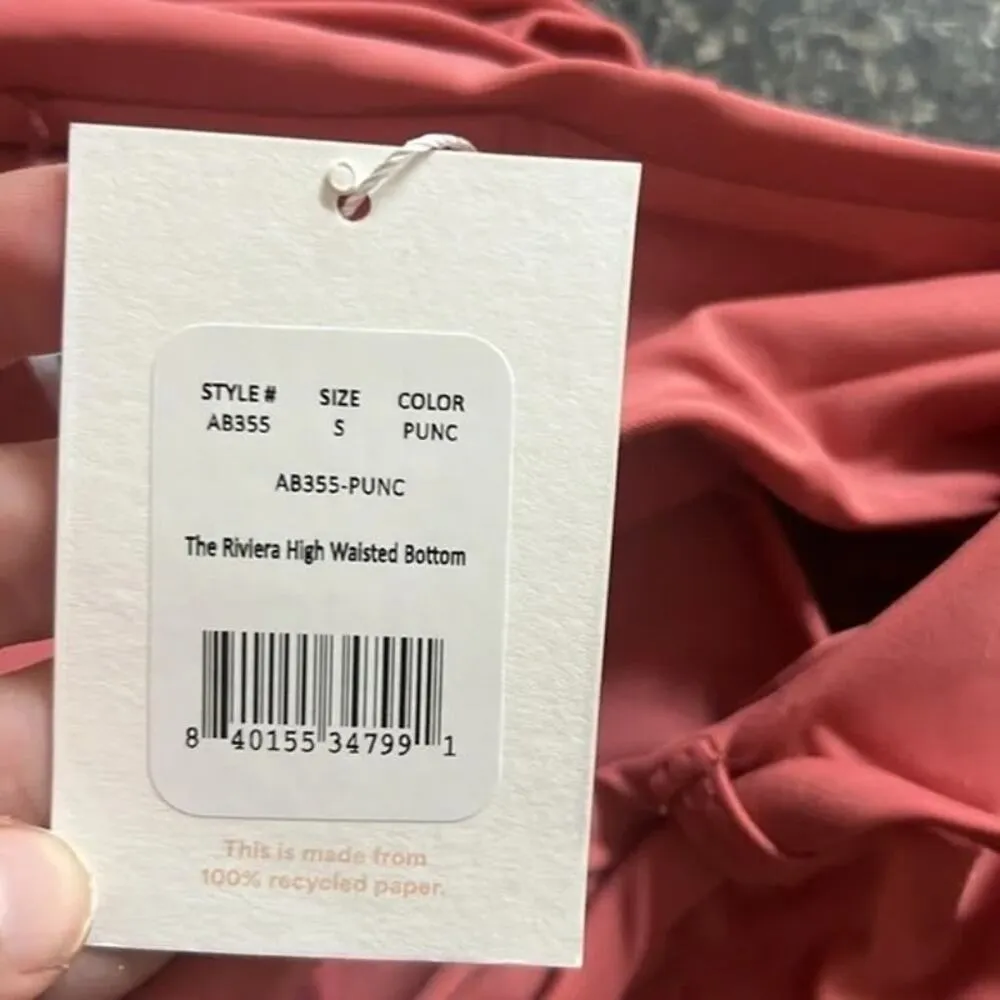 STYLE # SIZE COLOR
AB355 S PUNC
AB355-PUNC
The Riviera High Waisted Bottom
8 40155 34799 1
This is made from
100% recycled paper.